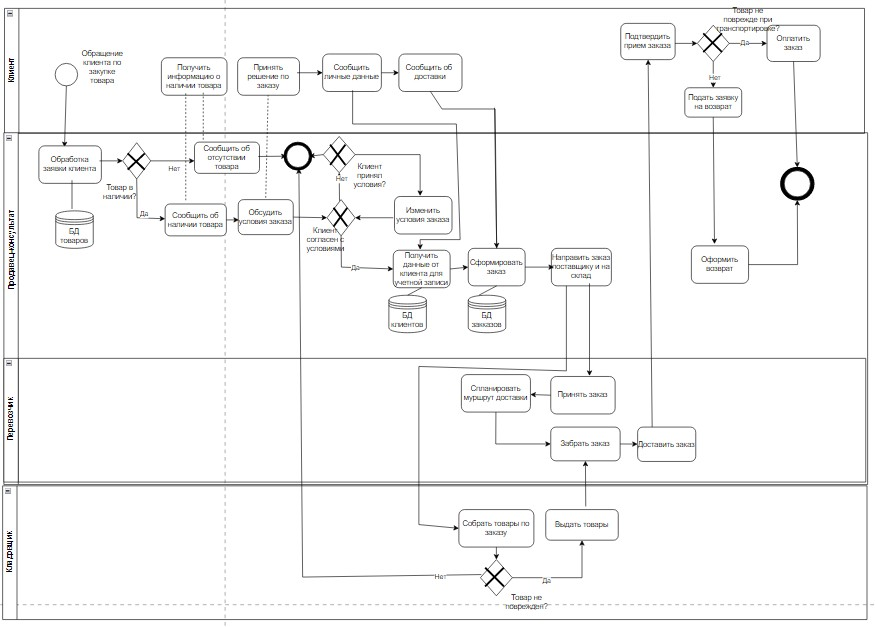 Клиент
Обращение
клиента по
закупке
товара
Получить
информацию о
наличии товара
Принять
решение по
заказу
Сообщить
личные данные
Сообщить об
доставки
Подтвердить
прием заказа
Товар не
поврежде при
транспортировке?
Да
Оплатить
заказ
Нет
Подать заявку
на возврат
Продавец-консультат
Обработка
заявки клиента
Товар в
наличии?
Нет
Да
БД
товаров
Сообщить об
отсутствии
товара
Сообщить об
наличии товара
Обсудить
условия заказа
Клиент
принял
условия?
Нет
Клиент
согласен с
условиями
Да
Изменить
условия заказа
Получить
данные от
клиента для
учетной записи
БД
клиентов
Сформировать
заказ
БД
закказов
Направить заказ
поставщику и на
склад
Оформить
возврат
Перевозчик
Спланировать
муршрут доставки
Принять заказ
Забрать заказ
Доставить заказ
Кладовщик
Собрать товары по
заказу
Выдать товары
Нет
Да
Товар не
поврежден?